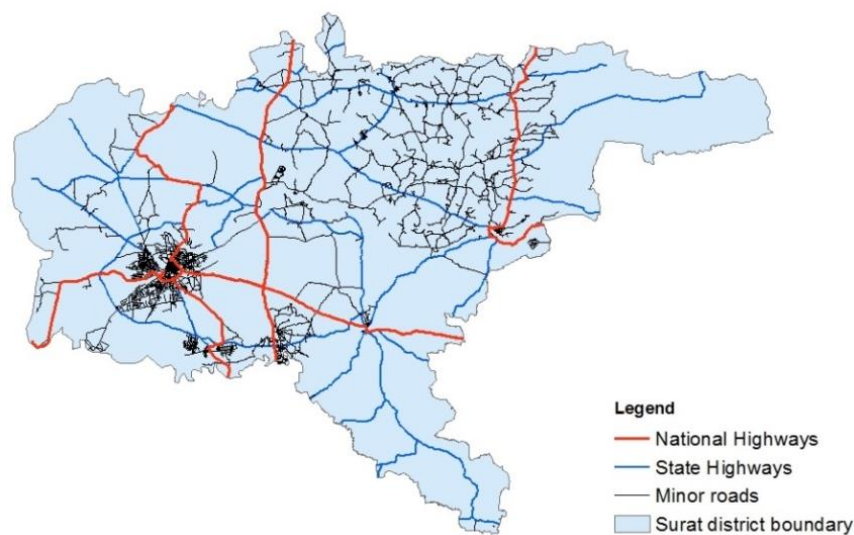 Legend
National Highways
State Highways
Minor roads
Surat district boundary